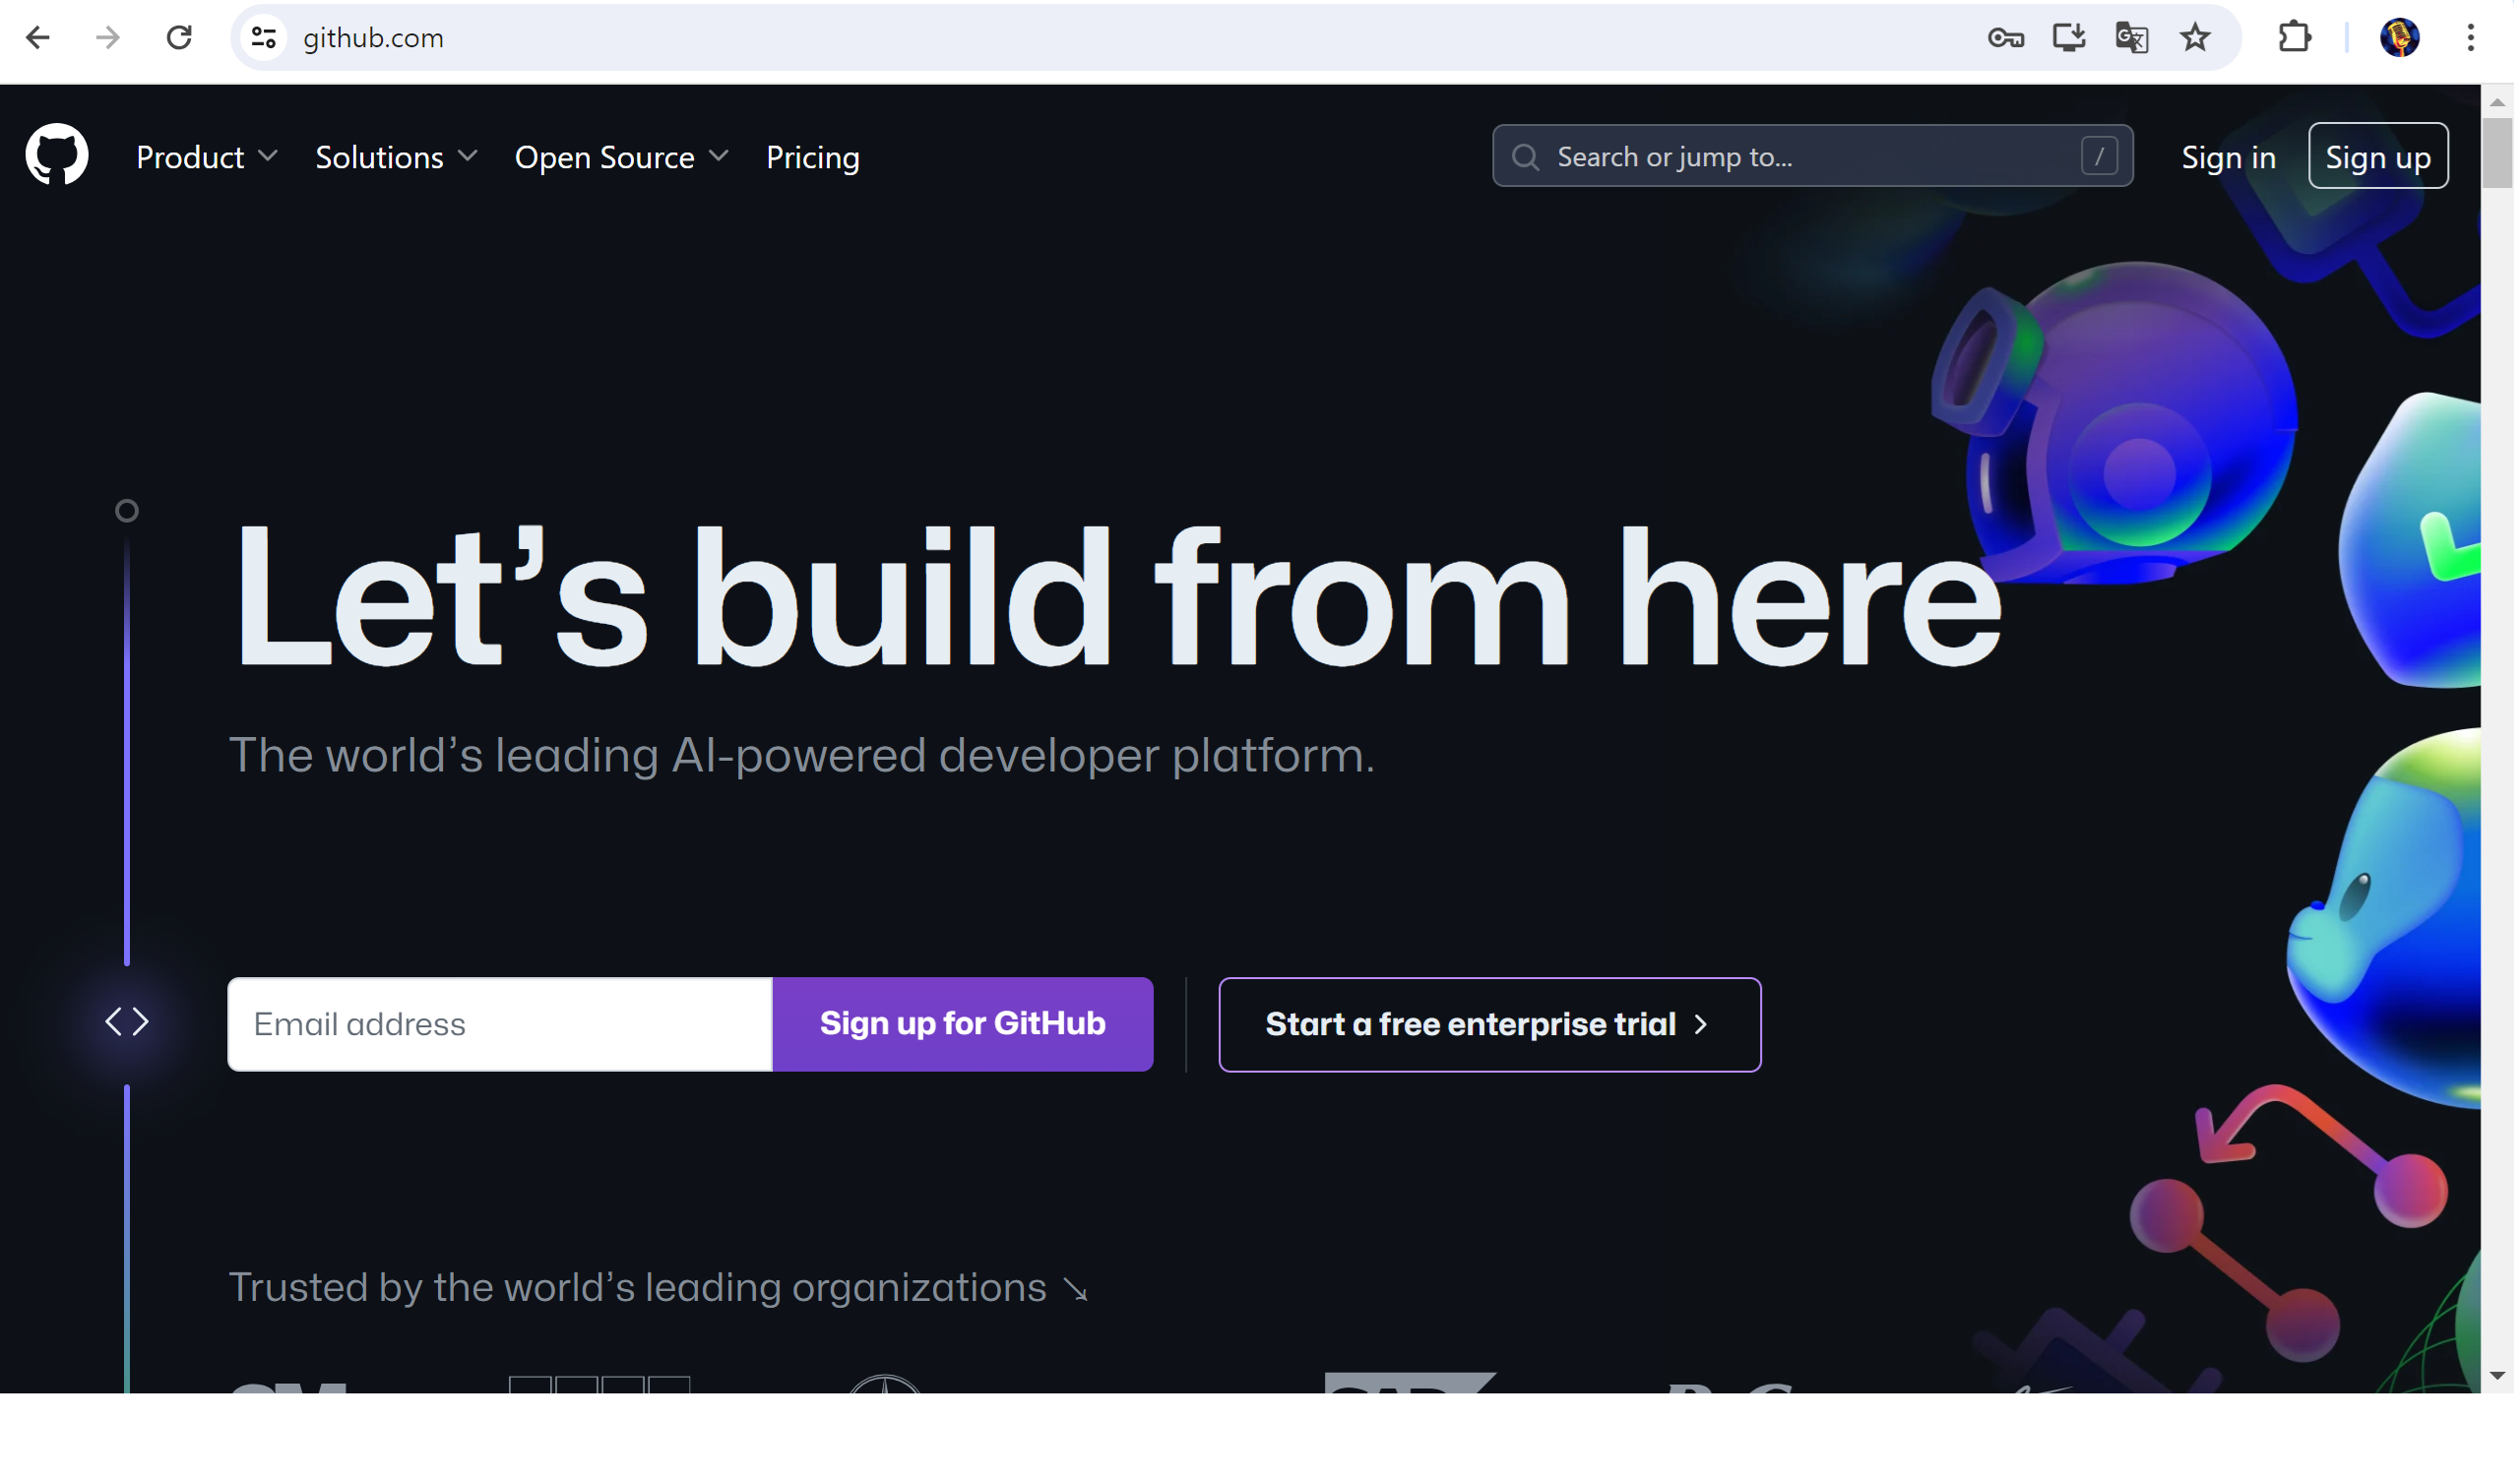 github.com
Product Solutions Open Source Pricing Search or jump to... / Sign in Sign up
Let’s build from here
The world’s leading AI-powered developer platform.
Email address Sign up for GitHub Start a free enterprise trial
Trusted by the world’s leading organizations